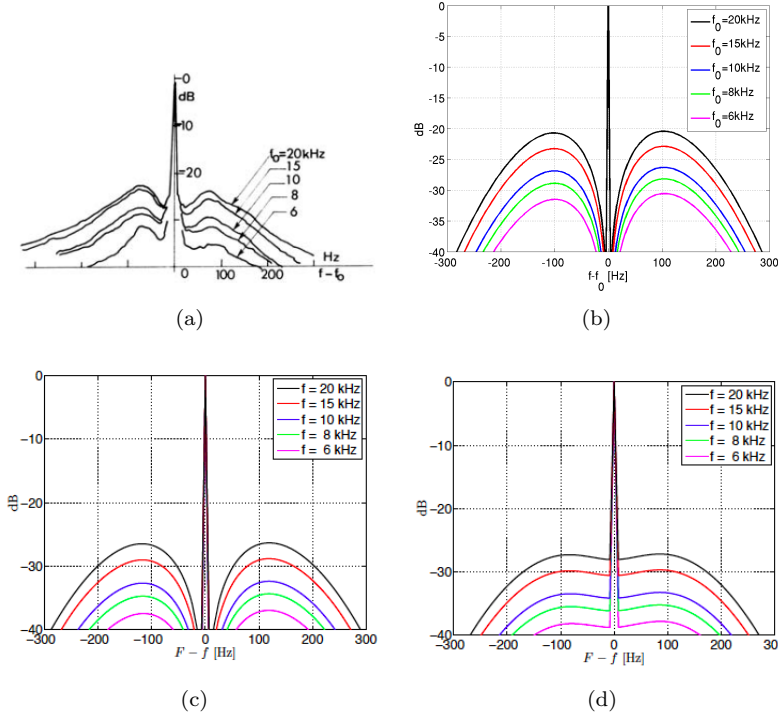 0
dB
10
20
f₀=20kHz
15
10
8
6
Hz
0 100 200
f-f₀
(a)
0
-5
-10
-15
-20
-25
-30
-35
-40
dB
f₀=20kHz
f₀=15kHz
f₀=10kHz
f₀=8kHz
f₀=6kHz
-300 -200 -100 0 100 200 300
f-f₀ [Hz]
(b)
0
−10
−20
−30
−40
dB
f = 20 kHz
f = 15 kHz
f = 10 kHz
f = 8 kHz
f = 6 kHz
−300 −200 −100 0 100 200 300
F − f [Hz]
(c)
0
−10
−20
−30
−40
dB
f = 20 kHz
f = 15 kHz
f = 10 kHz
f = 8 kHz
f = 6 kHz
−300 −200 −100 0 100 200 30
F − f [Hz]
(d)